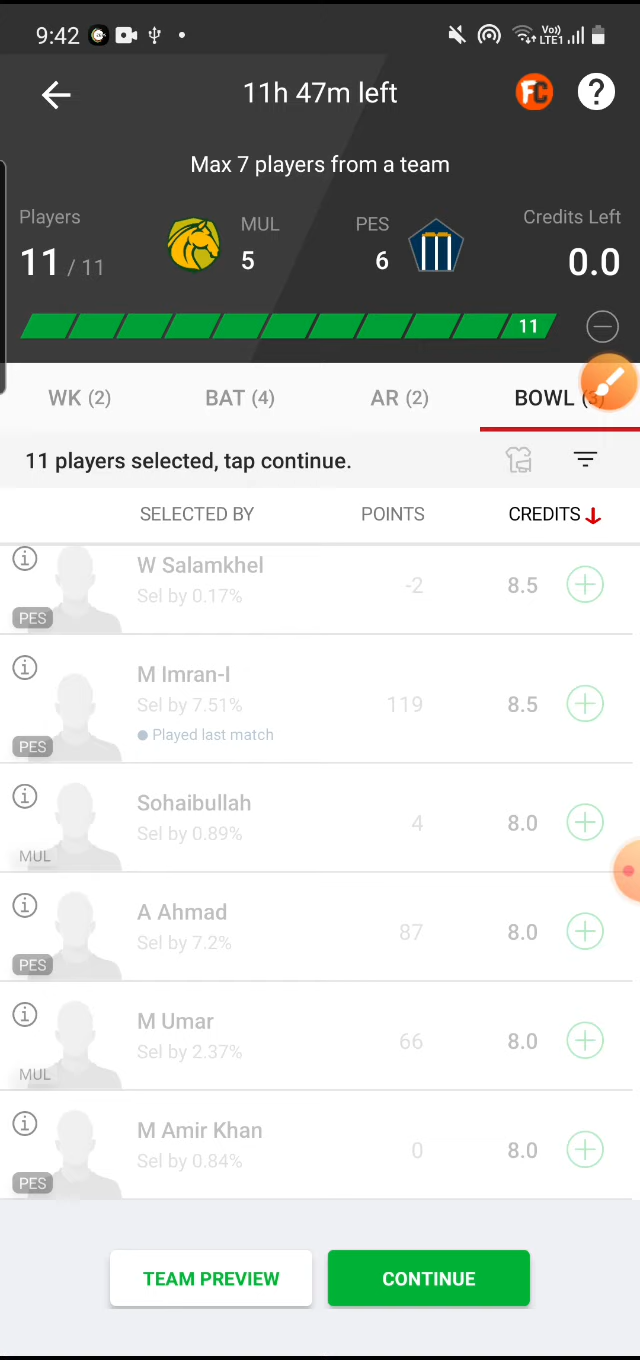 9:42 Vo)) LTE1
11h 47m left FC ?
Max 7 players from a team
Players MUL PES Credits Left
11 / 11 5 6 0.0
11
WK (2) BAT (4) AR (2) BOWL (3)
11 players selected, tap continue.
SELECTED BY POINTS CREDITS
W Salamkhel
Sel by 0.17% -2 8.5
PES
M Imran-I
Sel by 7.51% 119 8.5
Played last match
PES
Sohaibullah
Sel by 0.89% 4 8.0
MUL
A Ahmad
Sel by 7.2% 87 8.0
PES
M Umar
Sel by 2.37% 66 8.0
MUL
M Amir Khan
Sel by 0.84% 0 8.0
PES
TEAM PREVIEW CONTINUE